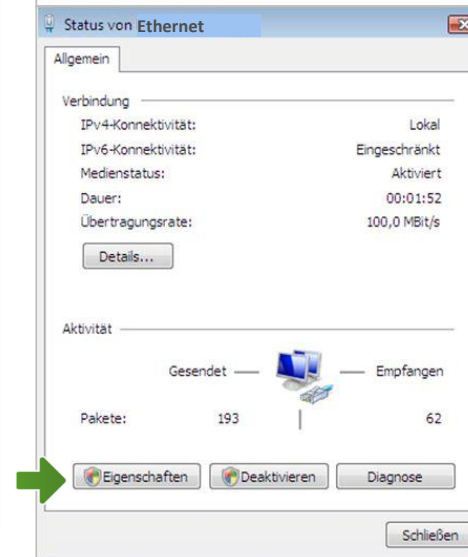 Status von Ethernet
Allgemein
Verbindung
IPv4-Konnektivität: Lokal
IPv6-Konnektivität: Eingeschränkt
Medienstatus: Aktiviert
Dauer: 00:01:52
Übertragungsrate: 100,0 MBit/s
Details...
Aktivität
Gesendet Empfangen
Pakete: 193 62
Eigenschaften Deaktivieren Diagnose
Schließen